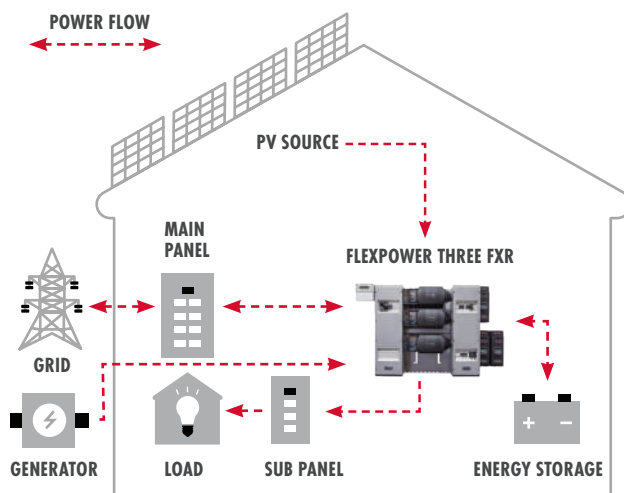 POWER FLOW
PV SOURCE
MAIN
PANEL
FLEXPOWER THREE FXR
GRID
GENERATOR
LOAD
SUB PANEL
ENERGY STORAGE